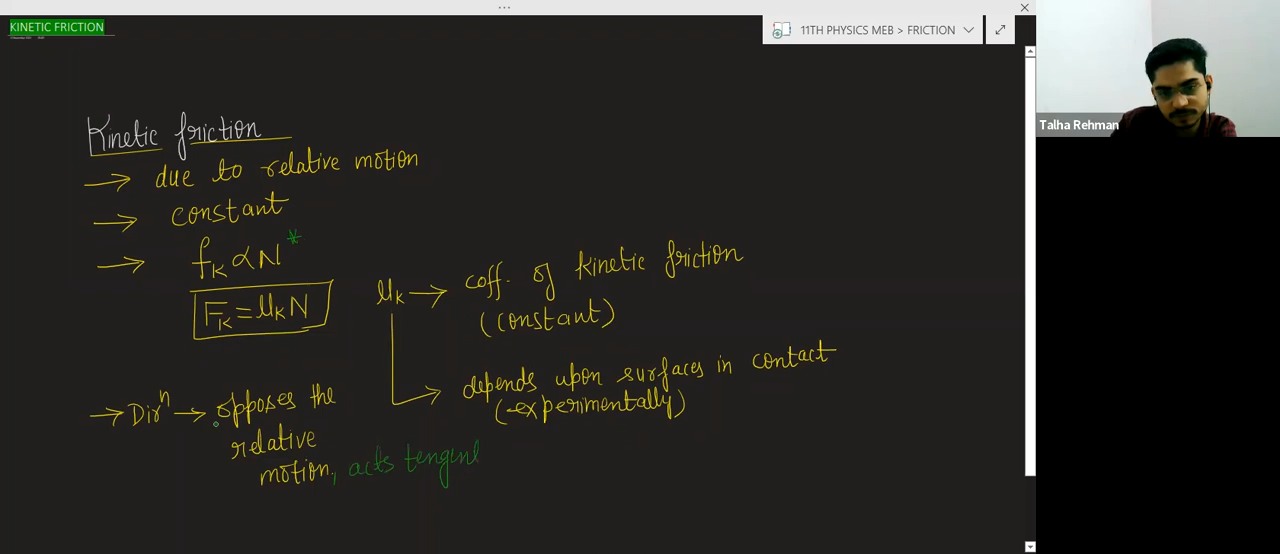 KINETIC FRICTION
11TH PHYSICS MEB > FRICTION
Talha Rehman
Kinetic friction
→ due to relative motion
→ constant
→ fK ∝ N *
FK = μK N
μK → coff. of kinetic friction
(constant)
→ depends upon surfaces in contact
(experimentally)
→ Dirⁿ → opposes the
relative
motion, acts tenginl